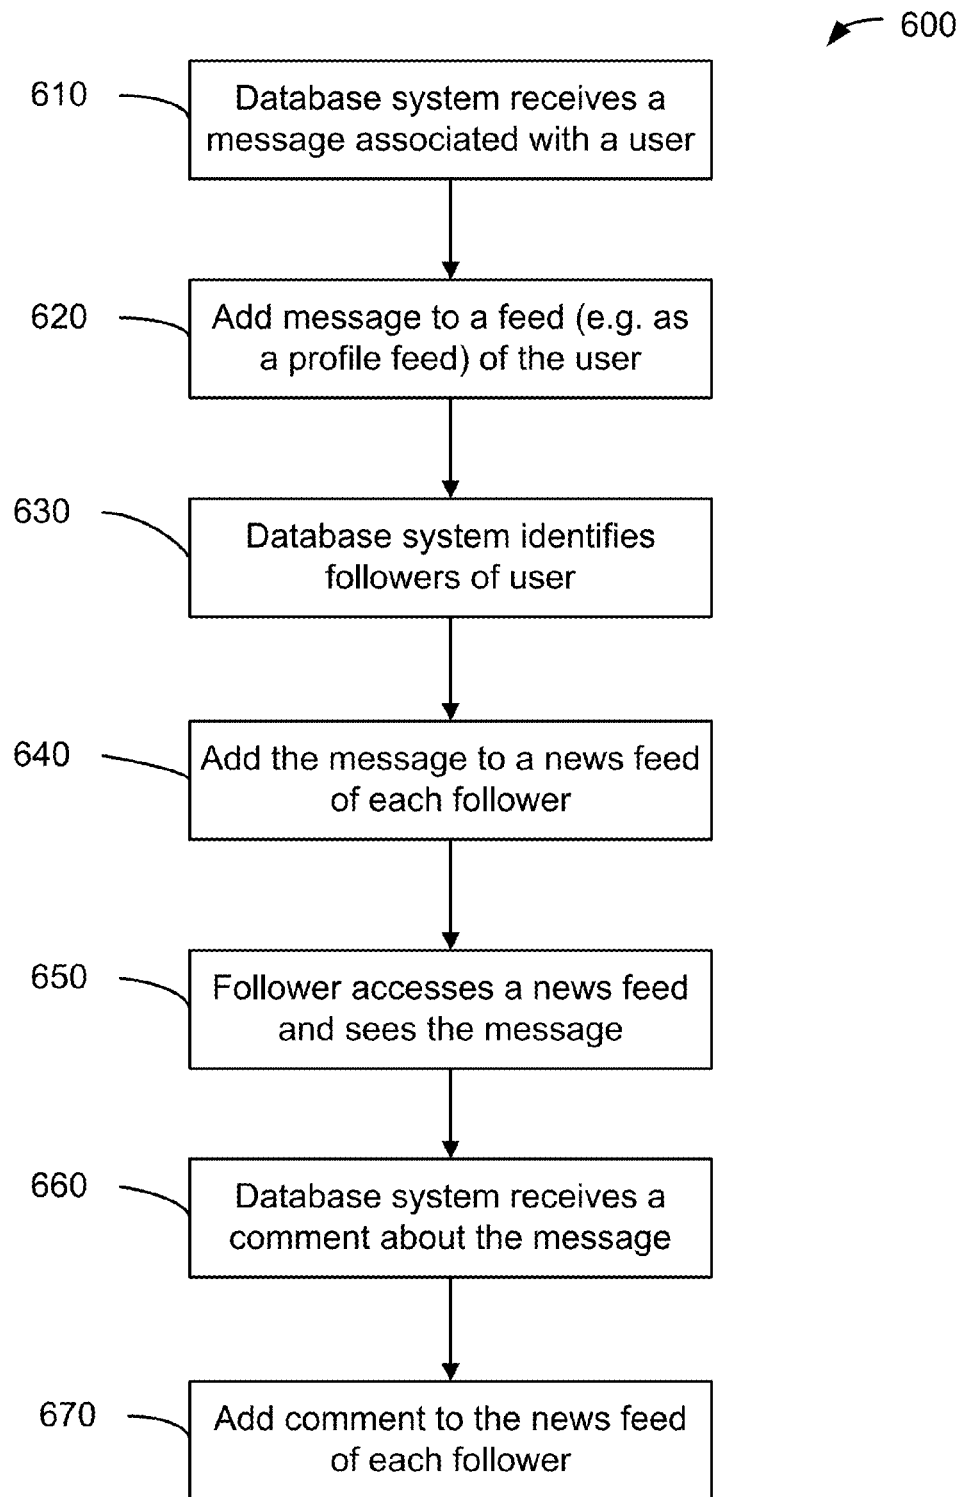 600
610
Database system receives a
message associated with a user
620
Add message to a feed (e.g. as
a profile feed) of the user
630
Database system identifies
followers of user
640
Add the message to a news feed
of each follower
650
Follower accesses a news feed
and sees the message
660
Database system receives a
comment about the message
670
Add comment to the news feed
of each follower